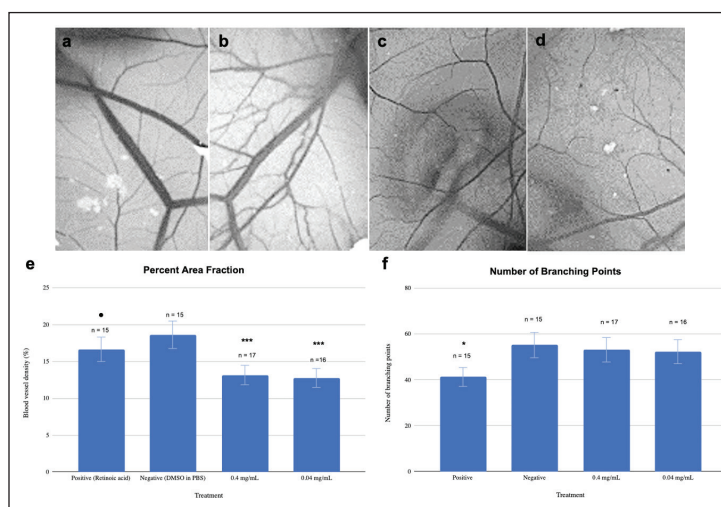 a
b
c
d
e
Percent Area Fraction
Blood vessel density (%)
25
20
15
10
5
0
●
n = 15
n = 15
***
n = 17
***
n =16
Positive (Retinoic acid)
Negative (DMSO in PBS)
0.4 mg/mL
0.04 mg/mL
Treatment
f
Number of Branching Points
Number of branching points
80
60
40
20
0
*
n = 15
n = 15
n = 17
n = 16
Positive
Negative
0.4 mg/mL
0.04 mg/mL
Treatment